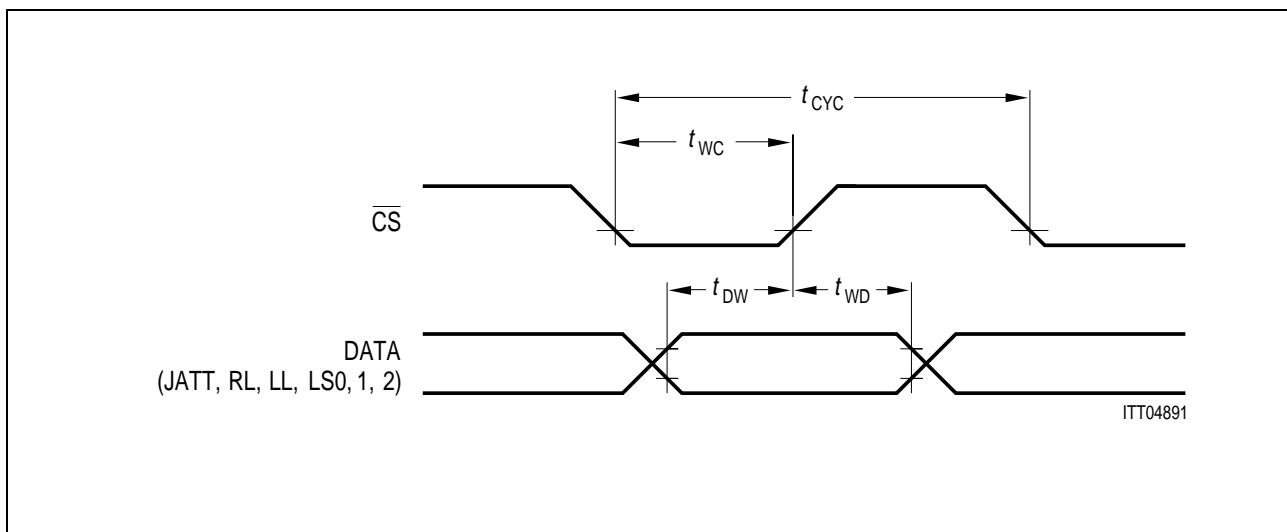 t CYC
t WC
CS
t DW
t WD
DATA
(JATT, RL, LL, LS0, 1, 2)
ITT04891